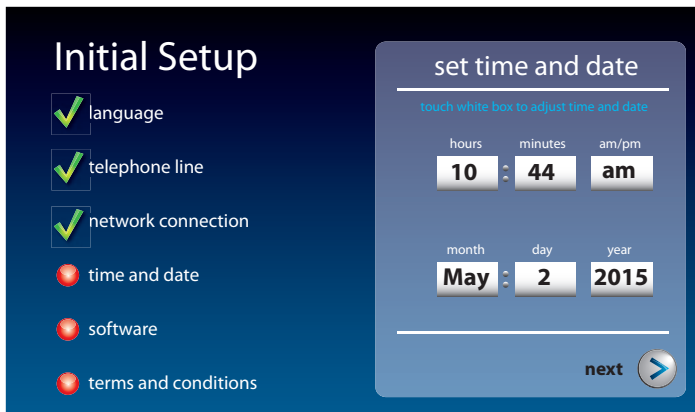 Initial Setup
language
telephone line
network connection
time and date
software
terms and conditions
set time and date
touch white box to adjust time and date
hours minutes am/pm
10 : 44 am
month day year
May : 2 2015
next